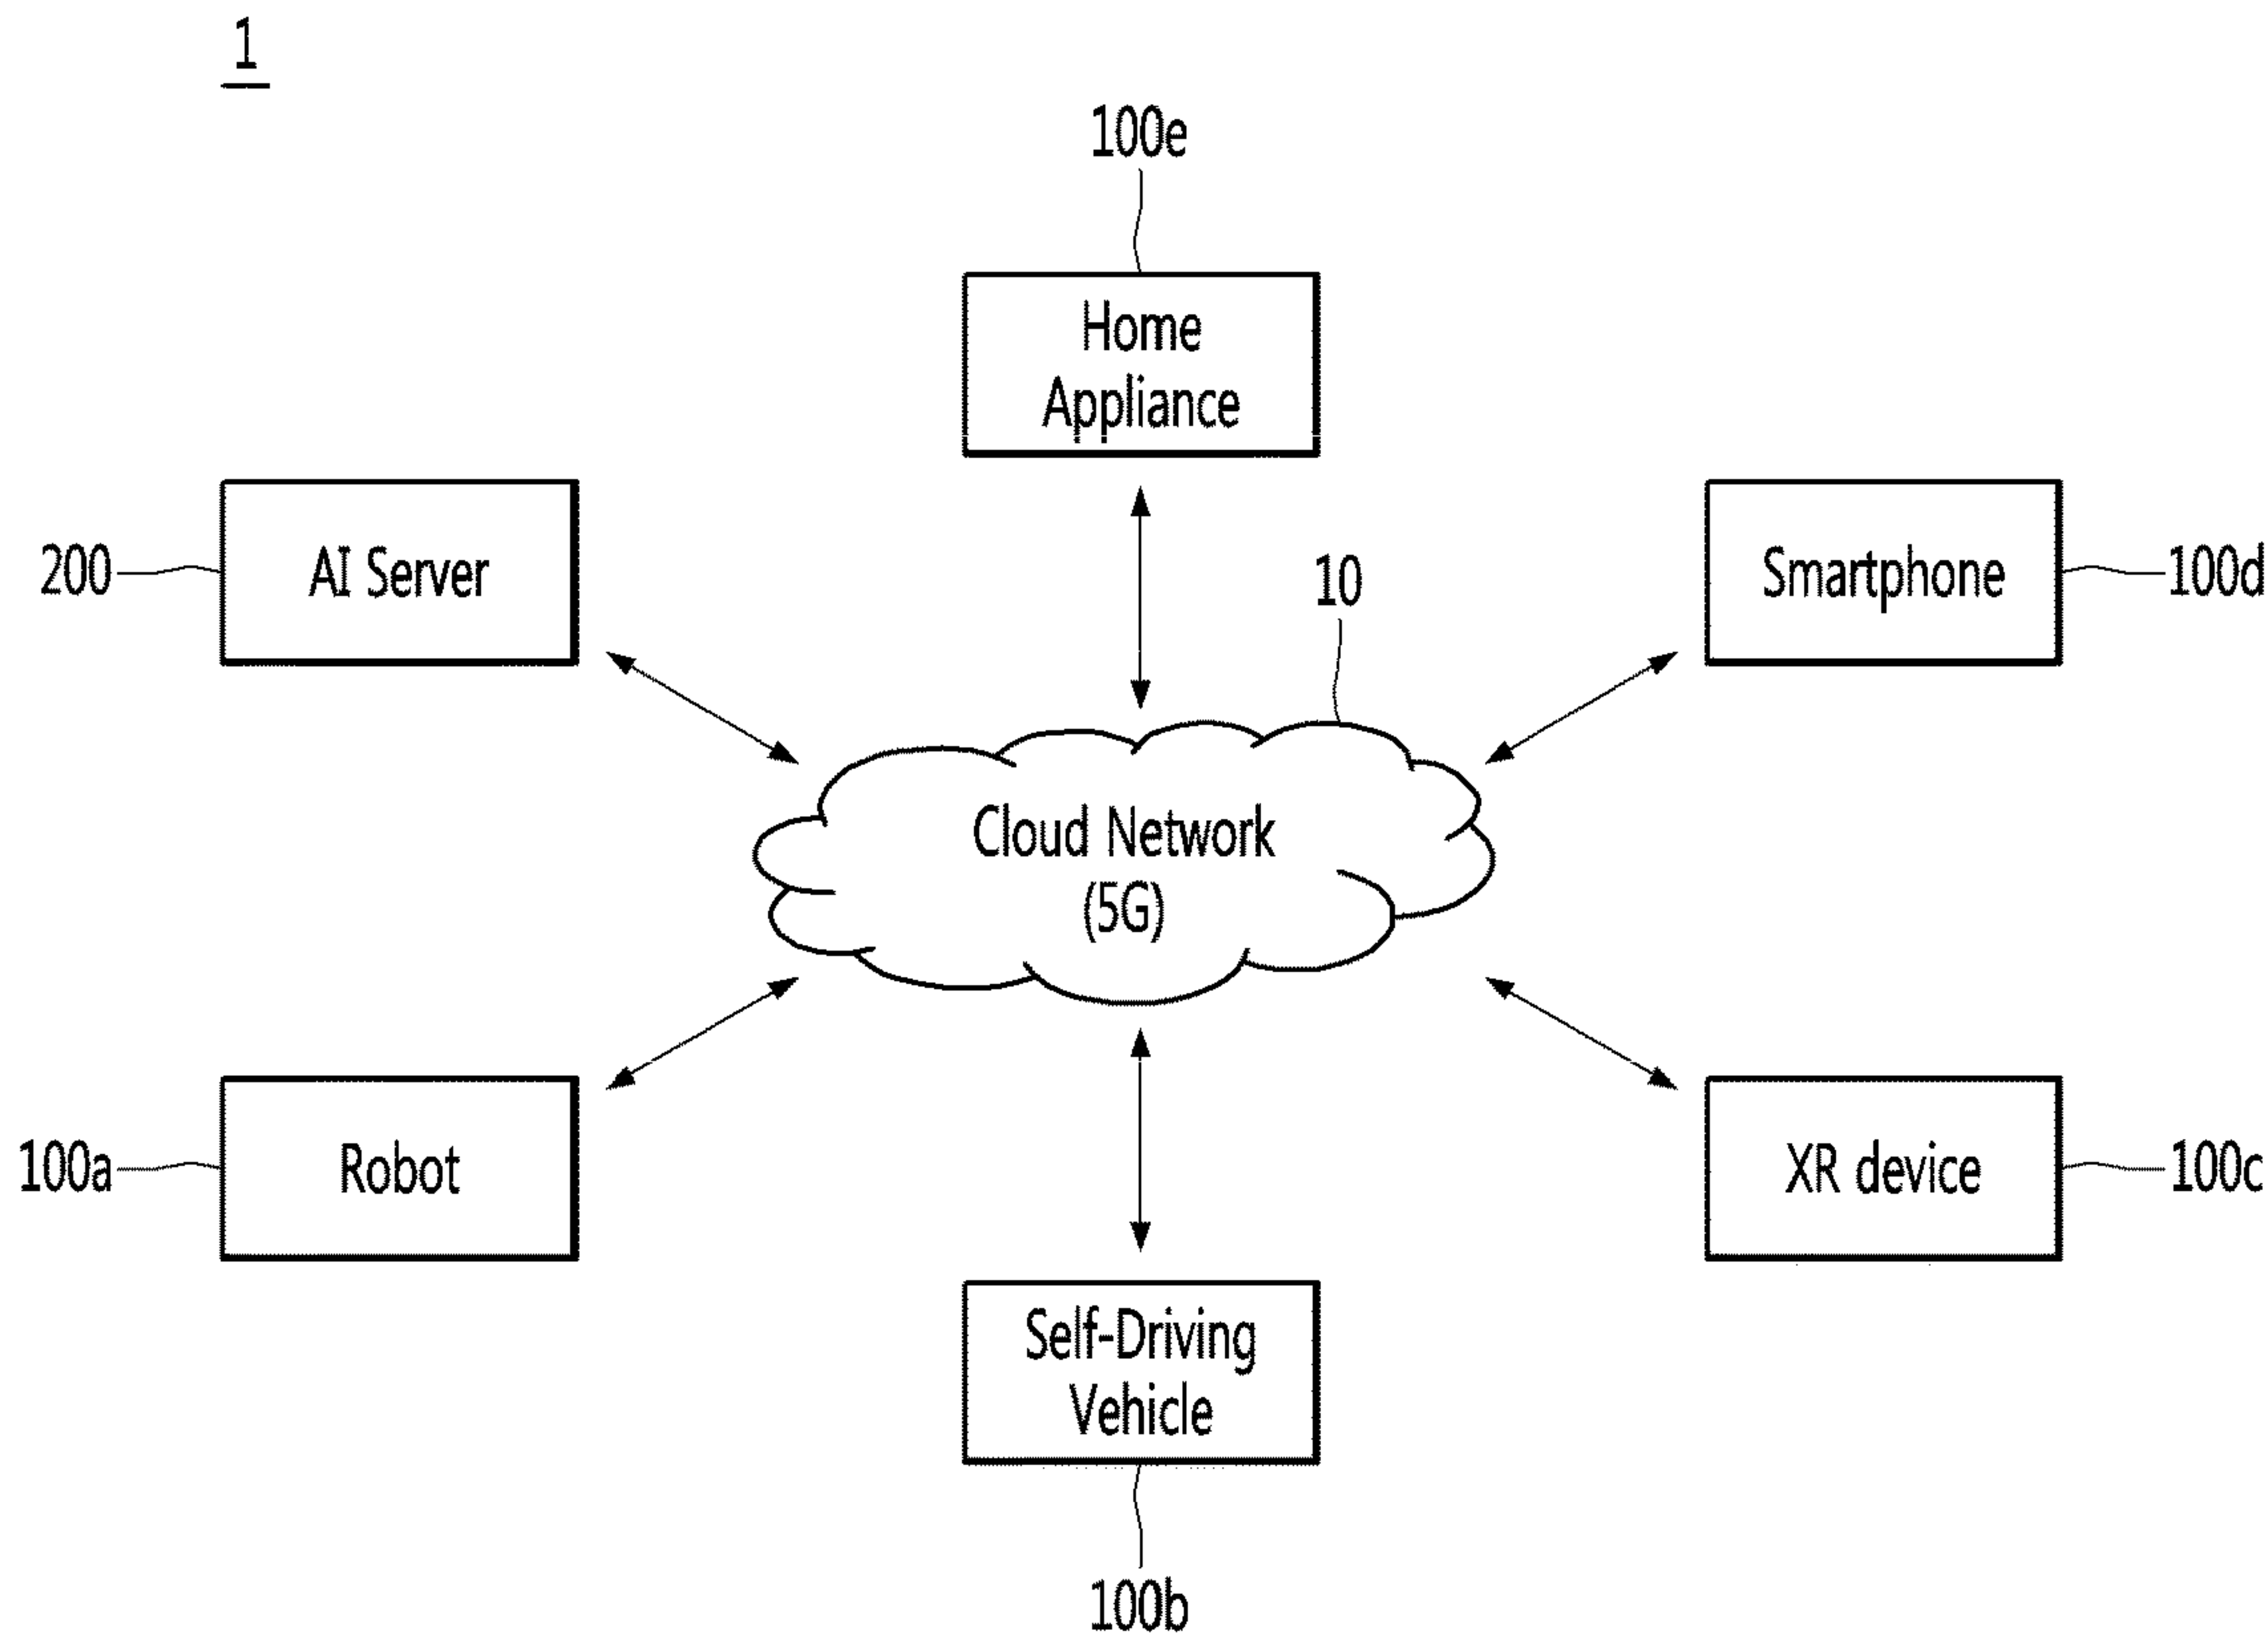 1
100e
Home
Appliance
200
AI Server
10
Smartphone
100d
Cloud Network
(5G)
100a
Robot
XR device
100c
Self-Driving
Vehicle
100b